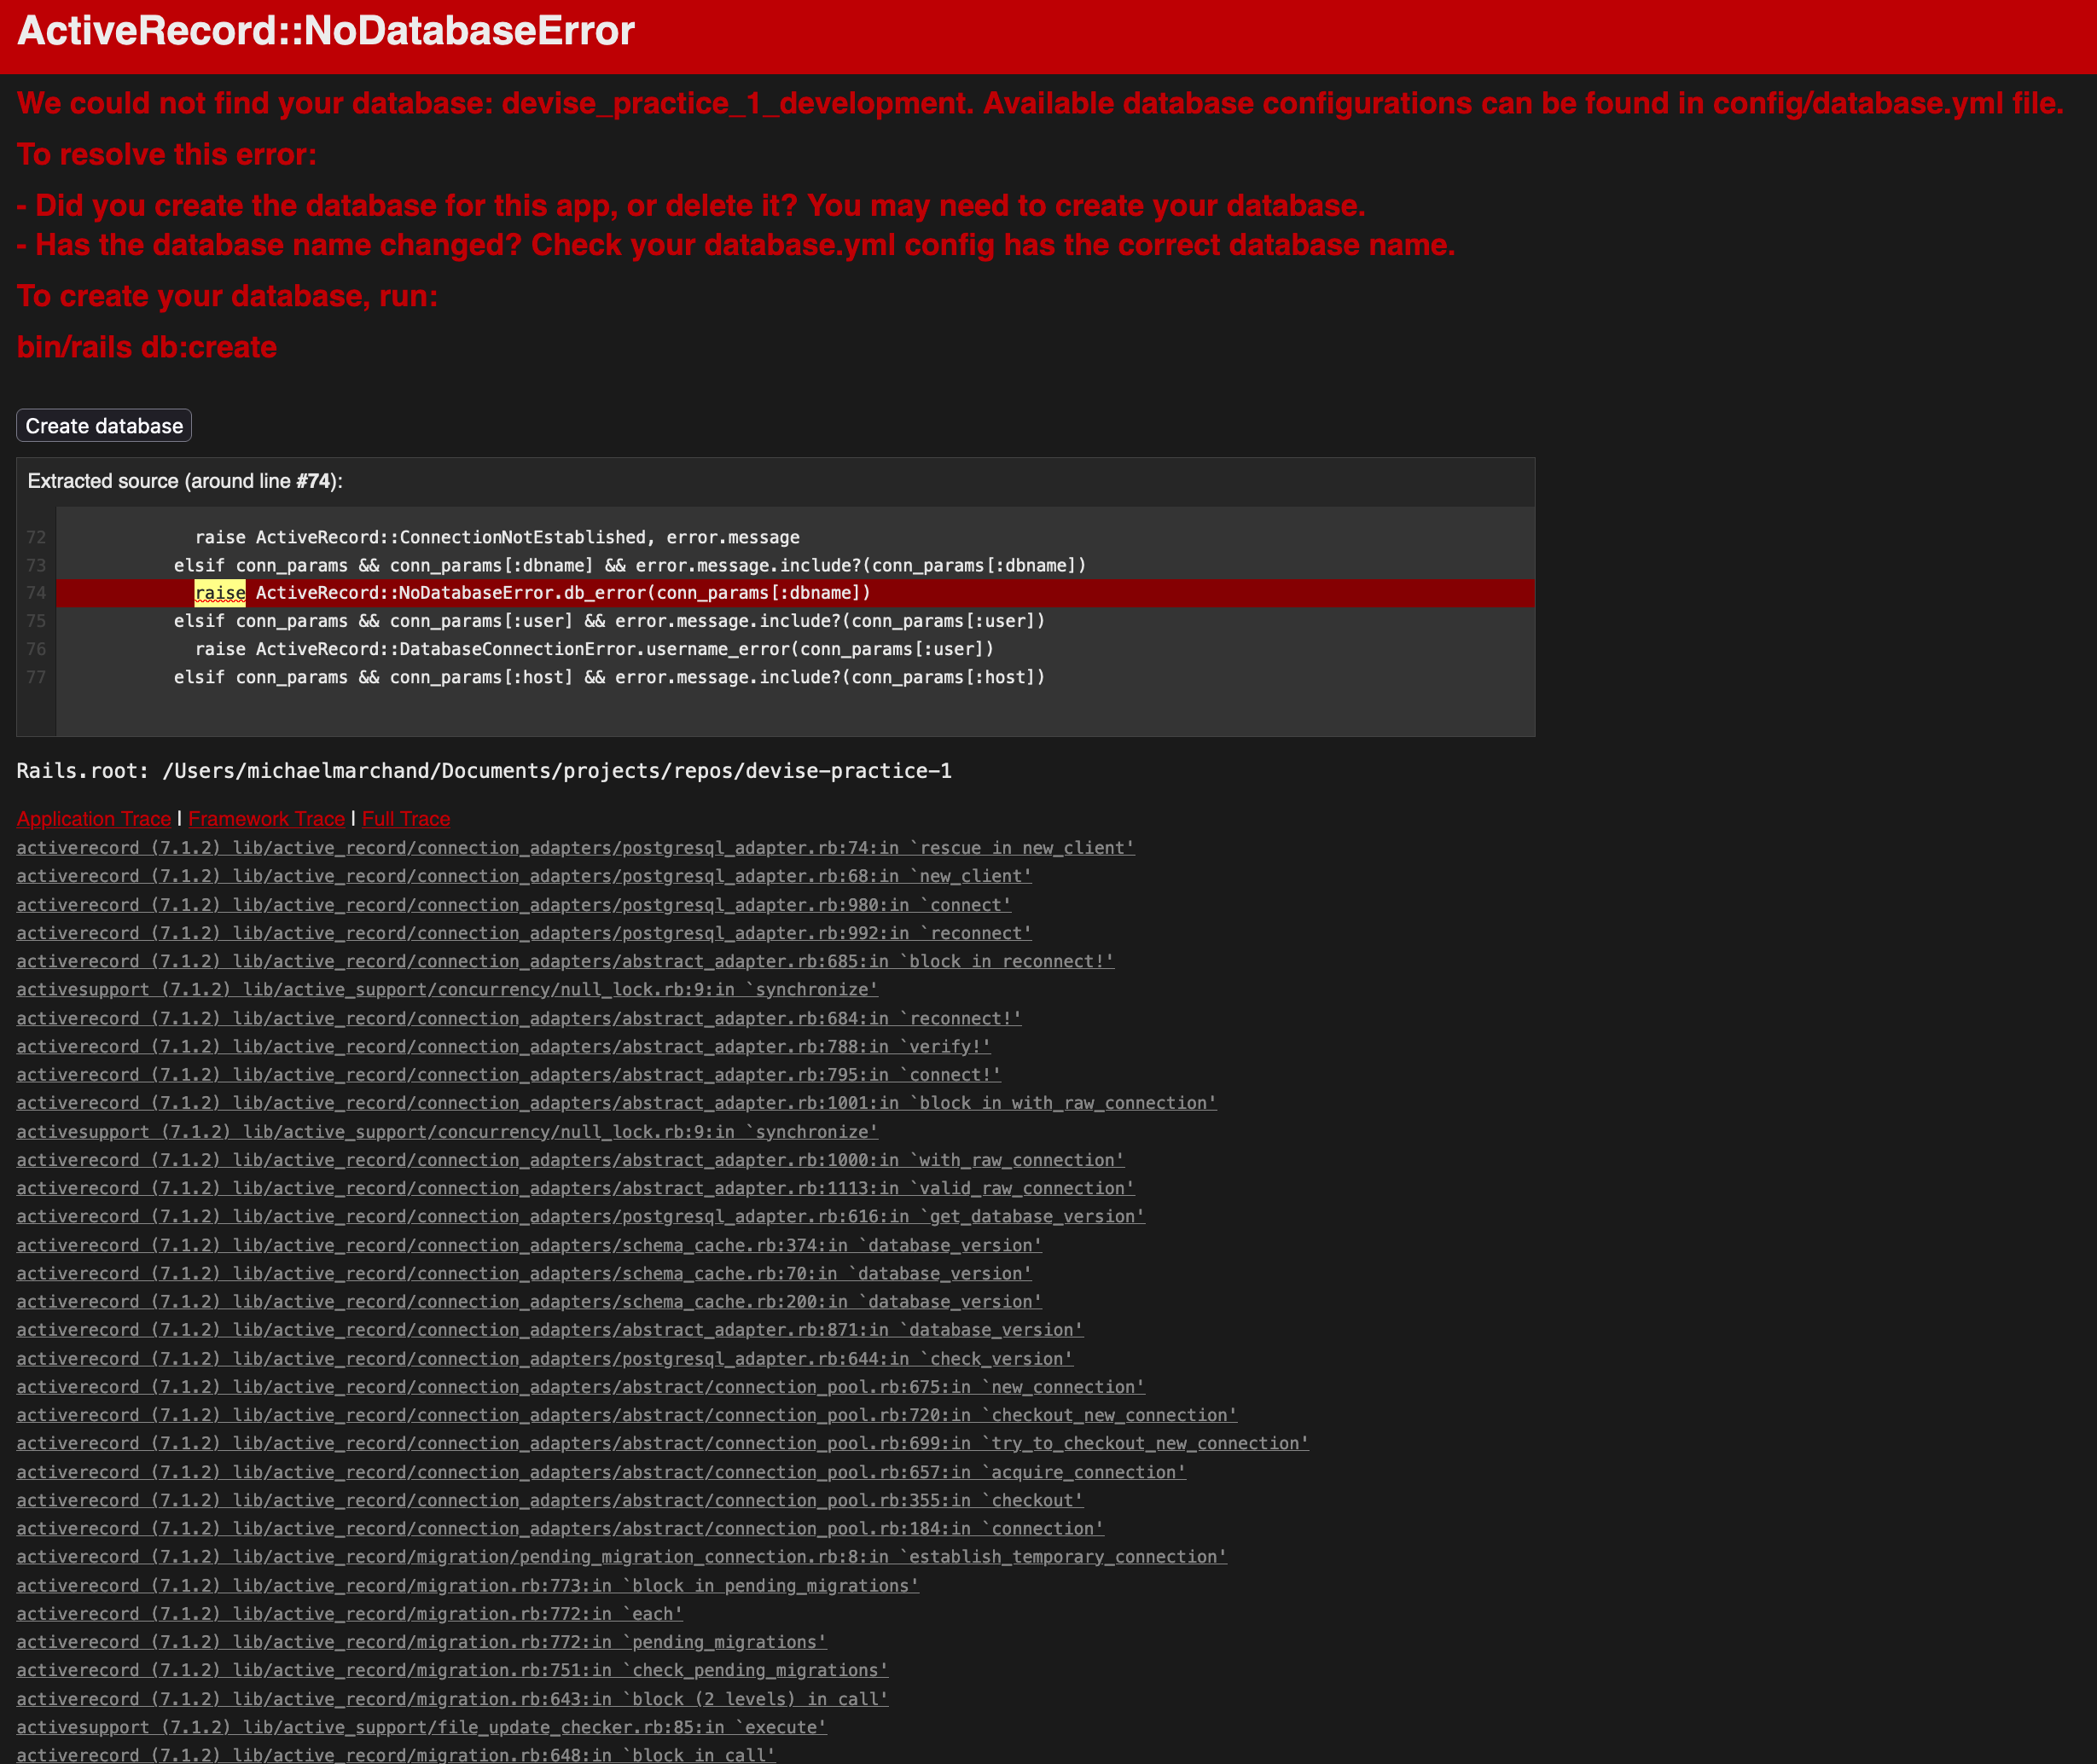 ActiveRecord::NoDatabaseError
We could not find your database: devise_practice_1_development. Available database configurations can be found in config/database.yml file.
To resolve this error:
- Did you create the database for this app, or delete it? You may need to create your database.
- Has the database name changed? Check your database.yml config has the correct database name.
To create your database, run:
bin/rails db:create
Create database
Extracted source (around line #74):
72 raise ActiveRecord::ConnectionNotEstablished, error.message
73 elsif conn_params && conn_params[:dbname] && error.message.include?(conn_params[:dbname])
74 raise ActiveRecord::NoDatabaseError.db_error(conn_params[:dbname])
75 elsif conn_params && conn_params[:user] && error.message.include?(conn_params[:user])
76 raise ActiveRecord::DatabaseConnectionError.username_error(conn_params[:user])
77 elsif conn_params && conn_params[:host] && error.message.include?(conn_params[:host])
Rails.root: /Users/michaelmarchand/Documents/projects/repos/devise-practice-1
Application Trace | Framework Trace | Full Trace
activerecord (7.1.2) lib/active_record/connection_adapters/postgresql_adapter.rb:74:in `rescue in new_client'
activerecord (7.1.2) lib/active_record/connection_adapters/postgresql_adapter.rb:68:in `new_client'
activerecord (7.1.2) lib/active_record/connection_adapters/postgresql_adapter.rb:980:in `connect'
activerecord (7.1.2) lib/active_record/connection_adapters/postgresql_adapter.rb:992:in `reconnect'
activerecord (7.1.2) lib/active_record/connection_adapters/abstract_adapter.rb:685:in `block in reconnect!'
activesupport (7.1.2) lib/active_support/concurrency/null_lock.rb:9:in `synchronize'
activerecord (7.1.2) lib/active_record/connection_adapters/abstract_adapter.rb:684:in `reconnect!'
activerecord (7.1.2) lib/active_record/connection_adapters/abstract_adapter.rb:788:in `verify!'
activerecord (7.1.2) lib/active_record/connection_adapters/abstract_adapter.rb:795:in `connect!'
activerecord (7.1.2) lib/active_record/connection_adapters/abstract_adapter.rb:1001:in `block in with_raw_connection'
activesupport (7.1.2) lib/active_support/concurrency/null_lock.rb:9:in `synchronize'
activerecord (7.1.2) lib/active_record/connection_adapters/abstract_adapter.rb:1000:in `with_raw_connection'
activerecord (7.1.2) lib/active_record/connection_adapters/abstract_adapter.rb:1113:in `valid_raw_connection'
activerecord (7.1.2) lib/active_record/connection_adapters/postgresql_adapter.rb:616:in `get_database_version'
activerecord (7.1.2) lib/active_record/connection_adapters/schema_cache.rb:374:in `database_version'
activerecord (7.1.2) lib/active_record/connection_adapters/schema_cache.rb:70:in `database_version'
activerecord (7.1.2) lib/active_record/connection_adapters/schema_cache.rb:200:in `database_version'
activerecord (7.1.2) lib/active_record/connection_adapters/abstract_adapter.rb:871:in `database_version'
activerecord (7.1.2) lib/active_record/connection_adapters/postgresql_adapter.rb:644:in `check_version'
activerecord (7.1.2) lib/active_record/connection_adapters/abstract/connection_pool.rb:675:in `new_connection'
activerecord (7.1.2) lib/active_record/connection_adapters/abstract/connection_pool.rb:720:in `checkout_new_connection'
activerecord (7.1.2) lib/active_record/connection_adapters/abstract/connection_pool.rb:699:in `try_to_checkout_new_connection'
activerecord (7.1.2) lib/active_record/connection_adapters/abstract/connection_pool.rb:657:in `acquire_connection'
activerecord (7.1.2) lib/active_record/connection_adapters/abstract/connection_pool.rb:355:in `checkout'
activerecord (7.1.2) lib/active_record/connection_adapters/abstract/connection_pool.rb:184:in `connection'
activerecord (7.1.2) lib/active_record/migration/pending_migration_connection.rb:8:in `establish_temporary_connection'
activerecord (7.1.2) lib/active_record/migration.rb:773:in `block in pending_migrations'
activerecord (7.1.2) lib/active_record/migration.rb:772:in `each'
activerecord (7.1.2) lib/active_record/migration.rb:772:in `pending_migrations'
activerecord (7.1.2) lib/active_record/migration.rb:751:in `check_pending_migrations'
activerecord (7.1.2) lib/active_record/migration.rb:643:in `block (2 levels) in call'
activesupport (7.1.2) lib/active_support/file_update_checker.rb:85:in `execute'
activerecord (7.1.2) lib/active_record/migration.rb:648:in `block in call'